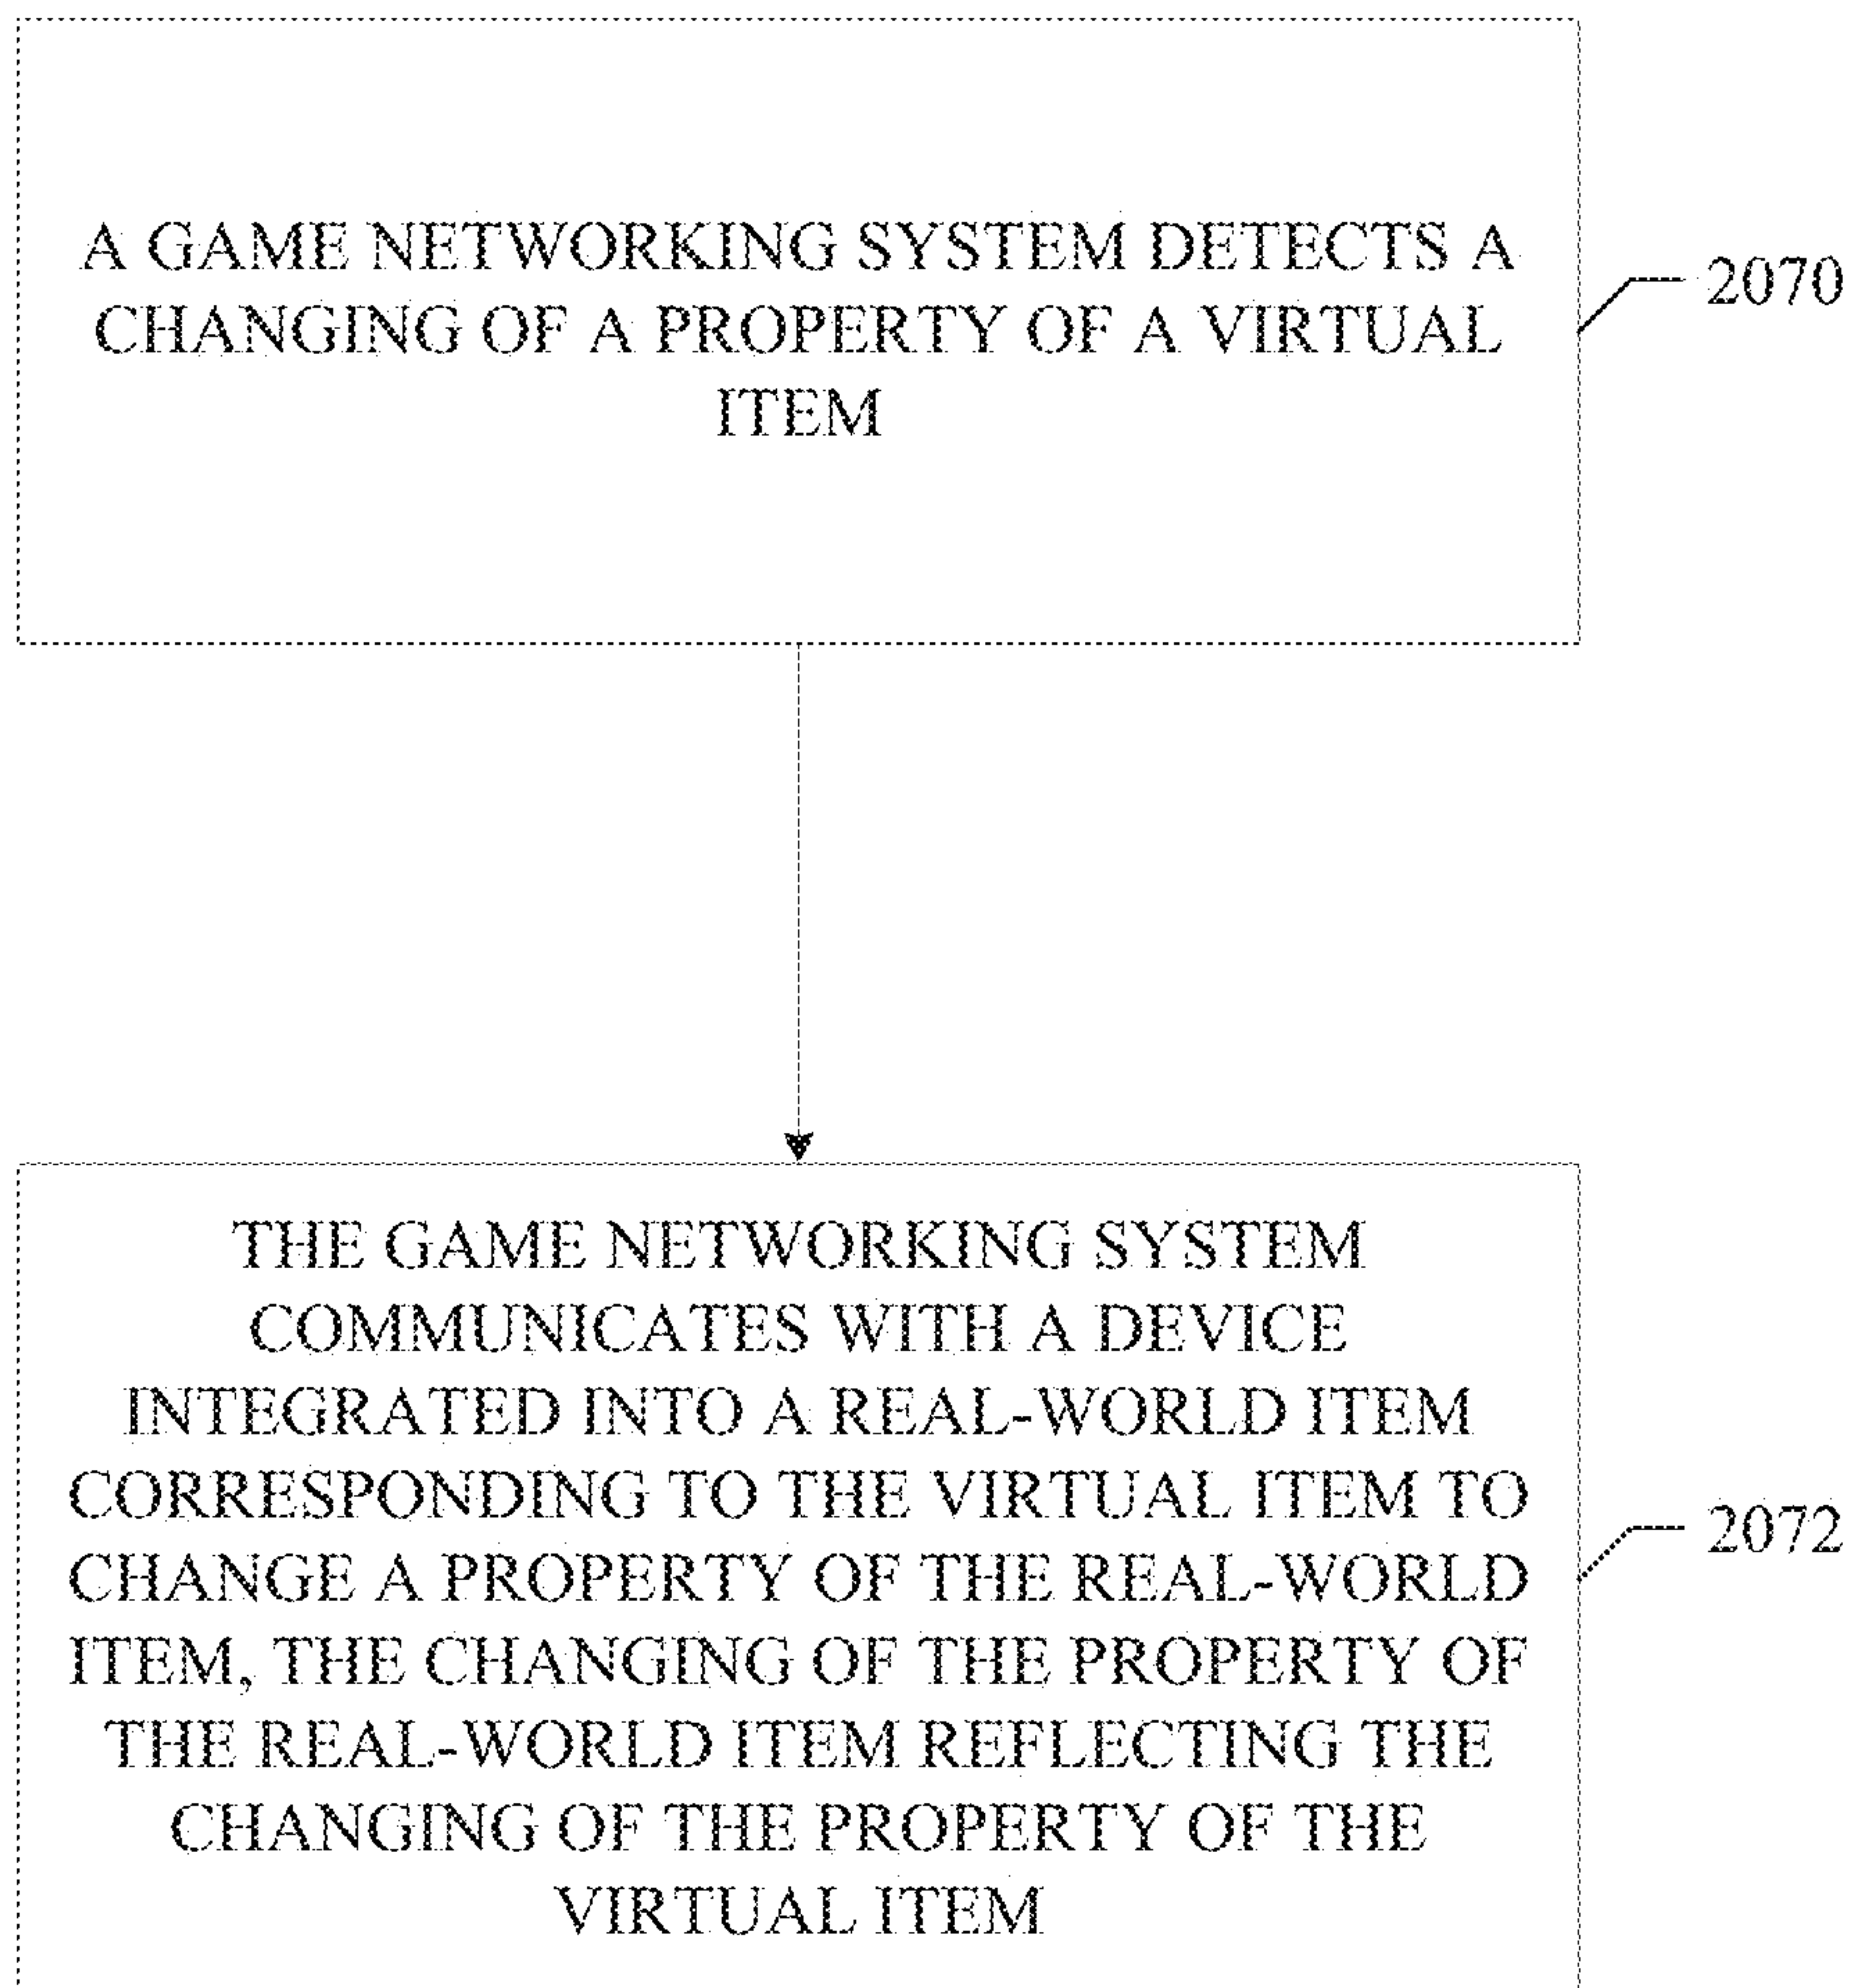 A GAME NETWORKING SYSTEM DETECTS A
CHANGING OF A PROPERTY OF A VIRTUAL
ITEM
2070
THE GAME NETWORKING SYSTEM
COMMUNICATES WITH A DEVICE
INTEGRATED INTO A REAL-WORLD ITEM
CORRESPONDING TO THE VIRTUAL ITEM TO
CHANGE A PROPERTY OF THE REAL-WORLD
ITEM, THE CHANGING OF THE PROPERTY OF
THE REAL-WORLD ITEM REFLECTING THE
CHANGING OF THE PROPERTY OF THE
VIRTUAL ITEM
2072